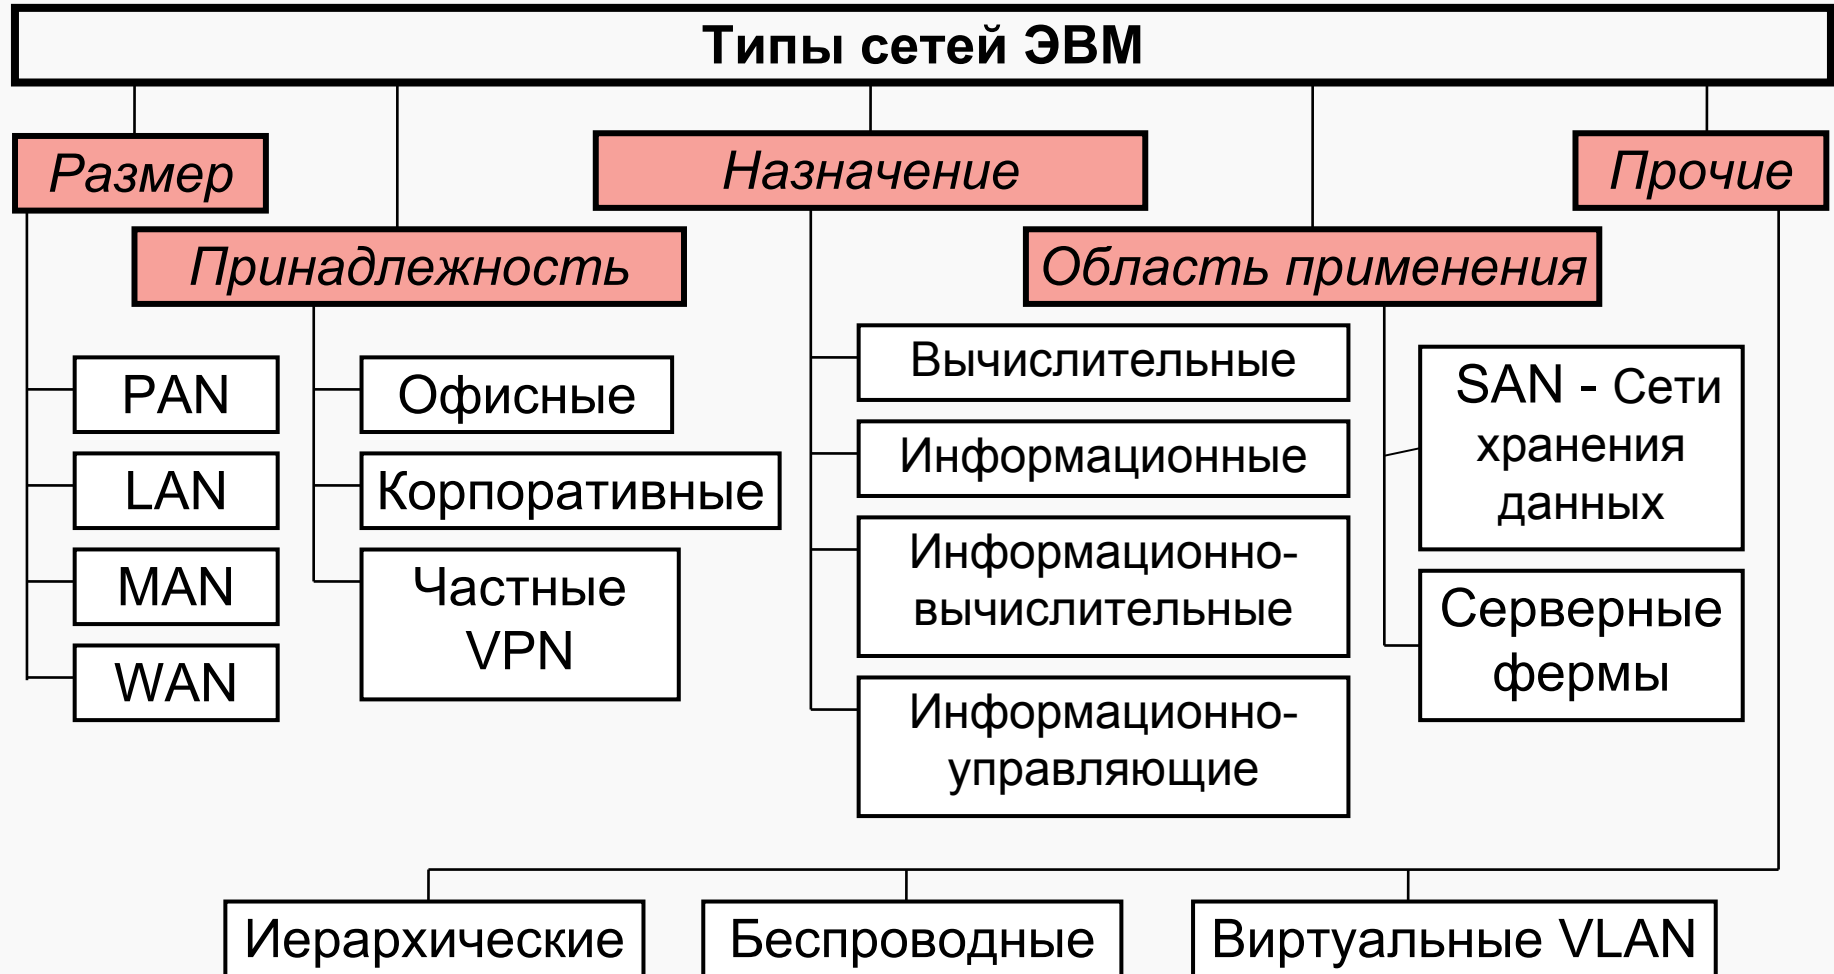 Типы сетей ЭВМ
Размер
Назначение
Прочие
Принадлежность
Область применения
PAN
LAN
MAN
WAN
Офисные
Корпоративные
Частные
VPN
Вычислительные
Информационные
Информационно-
вычислительные
Информационно-
управляющие
SAN - Сети
хранения
данных
Серверные
фермы
Иерархические
Беспроводные
Виртуальные VLAN